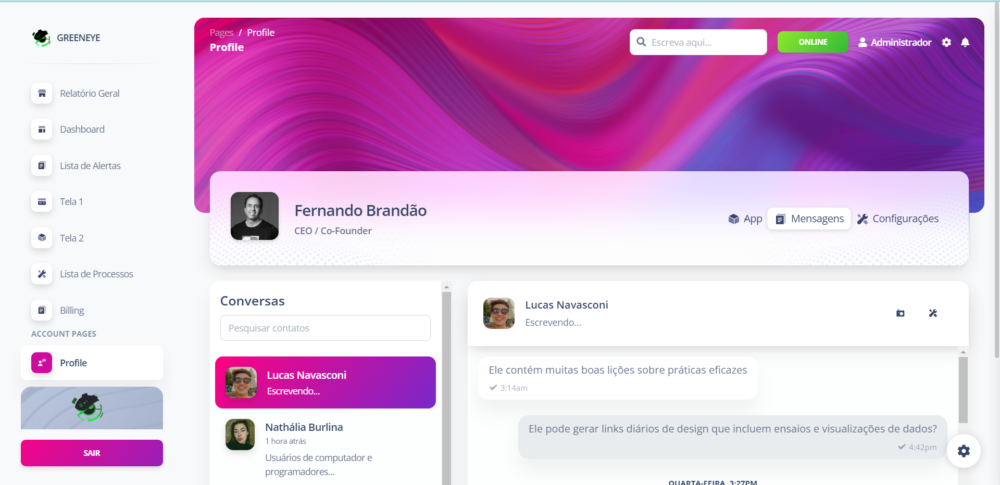 GREENEYE
Relatório Geral
Dashboard
Lista de Alertas
Tela 1
Tela 2
Lista de Processos
Billing
ACCOUNT PAGES
Profile
SAIR
Pages / Profile
Profile
Escreva aqui...
ONLINE
Administrador
Fernando Brandão
CEO / Co-Founder
App
Mensagens
Configurações
Conversas
Pesquisar contatos
Lucas Navasconi
Escrevendo...
Nathália Burlina
1 hora atrás
Usuários de computador e
programadores...
Lucas Navasconi
Escrevendo...
Ele contém muitas boas lições sobre práticas eficazes
3:14am
Ele pode gerar links diários de design que incluem ensaios e visualizações de dados?
4:42pm
QUARTA-FEIRA, 3:27PM